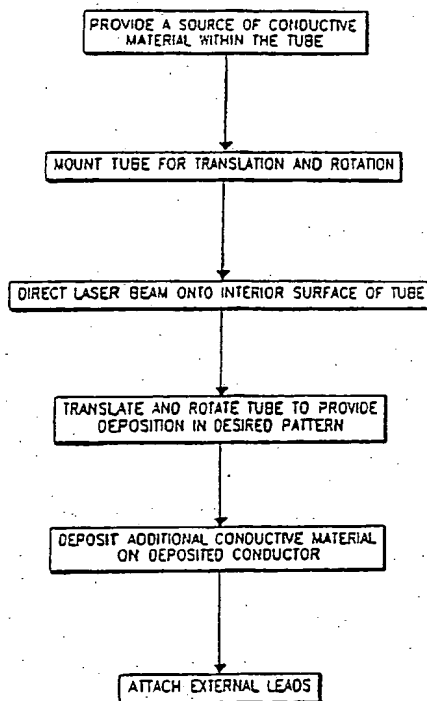 PROVIDE A SOURCE OF CONDUCTIVE
MATERIAL WITHIN THE TUBE
MOUNT TUBE FOR TRANSLATION AND ROTATION
DIRECT LASER BEAM ONTO INTERIOR SURFACE OF TUBE
TRANSLATE AND ROTATE TUBE TO PROVIDE
DEPOSITION IN DESIRED PATTERN
DEPOSIT ADDITIONAL CONDUCTIVE MATERIAL
ON DEPOSITED CONDUCTOR
ATTACH EXTERNAL LEADS